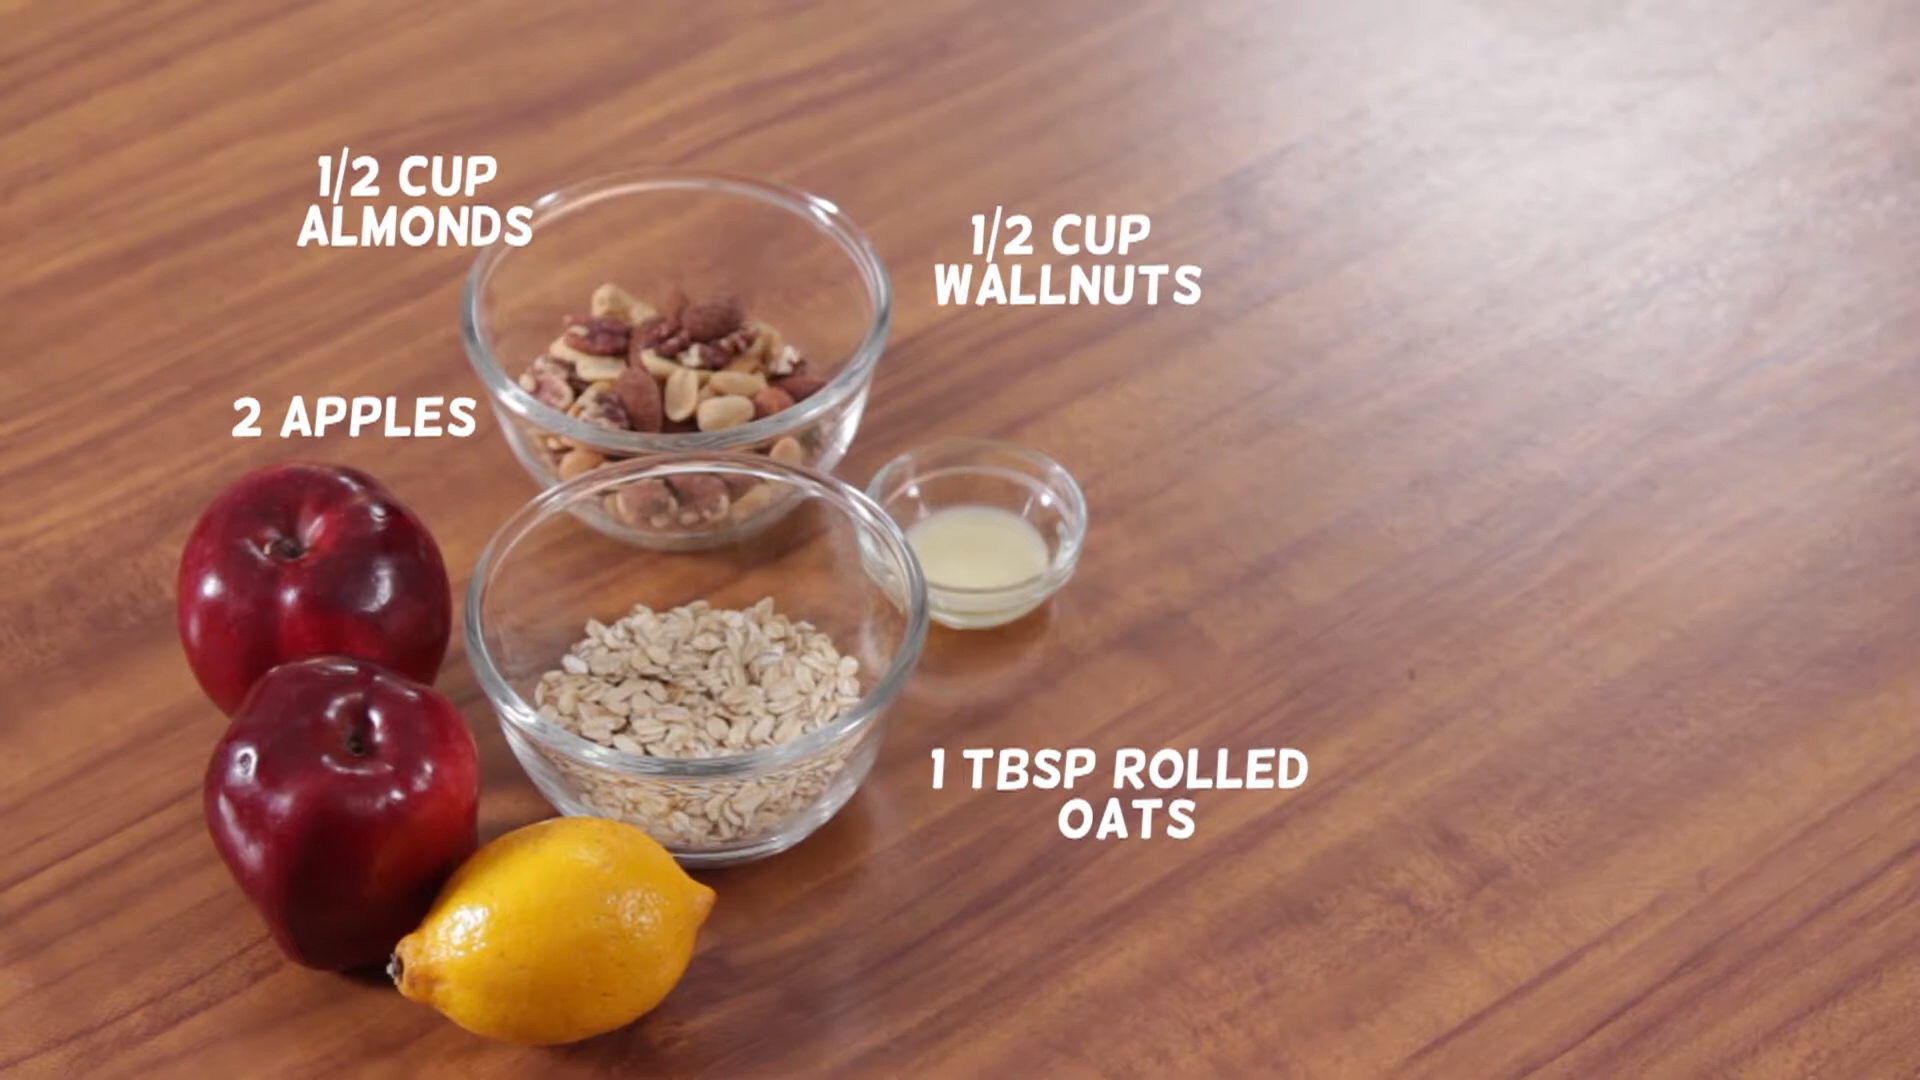 1/2 CUP
ALMONDS
1/2 CUP
WALLNUTS
2 APPLES
1 TBSP ROLLED
OATS